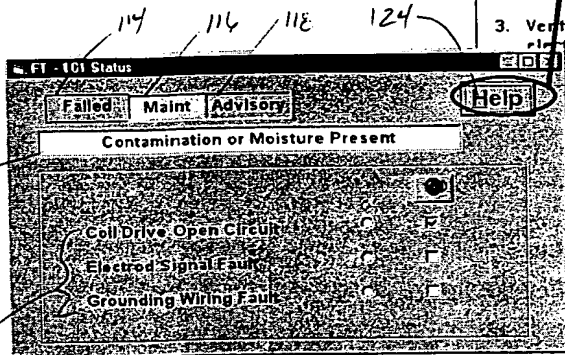 114 116 118 124
3. Vent
FT - 101 Status
Failed Maint Advisory Help
Contamination or Moisture Present
Coil Drive Open Circuit
Electrod Signal Fault
Grounding Wiring Fault